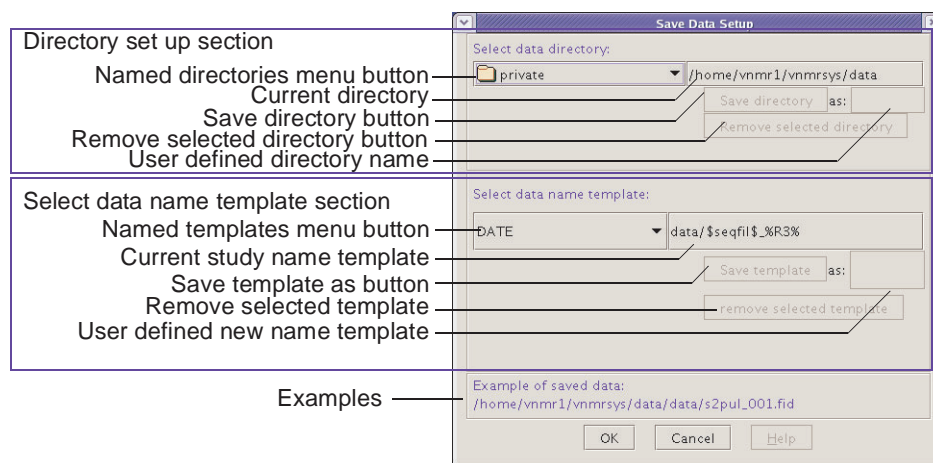 Save Data Setup
Directory set up section
Select data directory:
Named directories menu button
private
/home/vnmr1/vnmrsys/data
Current directory
Save directory button
Save directory
as:
Remove selected directory button
Remove selected directory
User defined directory name
Select data name template section
Select data name template:
Named templates menu button
DATE
data/$seqfil$_%R3%
Current study name template
Save template as button
Save template
as:
Remove selected template
remove selected template
User defined new name template
Examples
Example of saved data:
/home/vnmr1/vnmrsys/data/data/s2pul_001.fid
OK
Cancel
Help